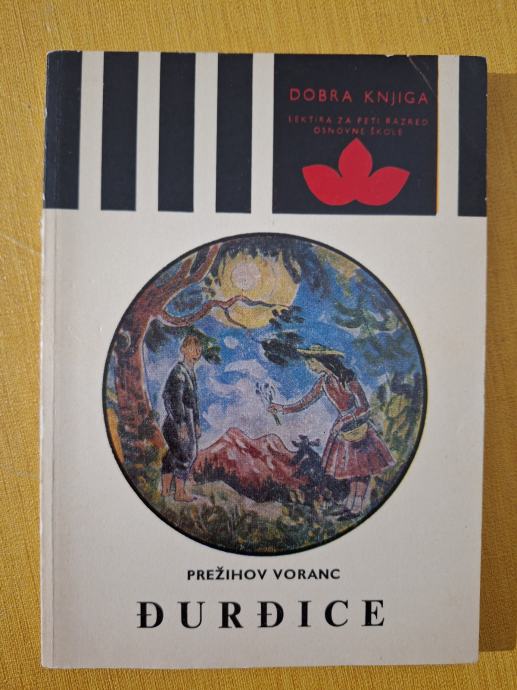 DOBRA KNJIGA
LEKTIRA ZA PETI RAZRED
OSNOVNE ŠKOLE
PREŽIHOV VORANC
ĐURĐICE